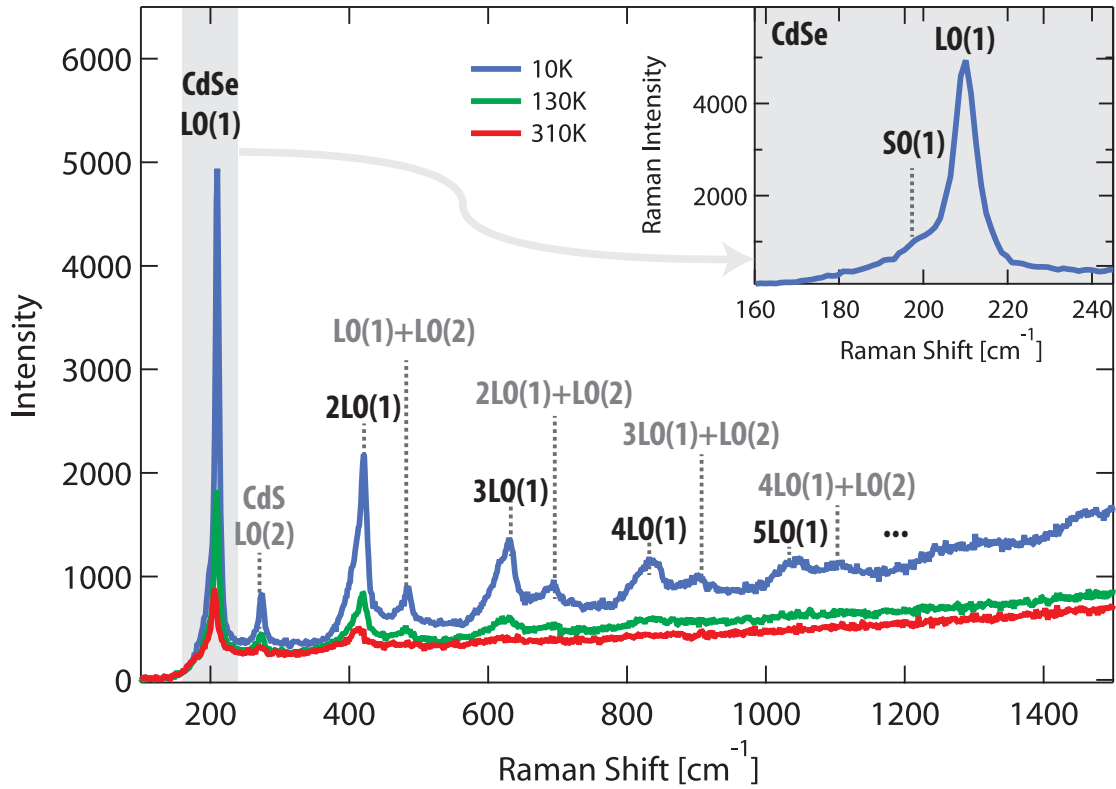 6000
5000
4000
3000
2000
1000
0
Intensity
200
400
600
800
1000
1200
1400
Raman Shift [cm⁻¹]
CdSe
LO(1)
CdS
LO(2)
2LO(1)
LO(1)+LO(2)
3LO(1)
2LO(1)+LO(2)
4LO(1)
3LO(1)+LO(2)
5LO(1)
4LO(1)+LO(2)
...
10K
130K
310K
CdSe
LO(1)
SO(1)
Raman Intensity
4000
2000
160
180
200
220
240
Raman Shift [cm⁻¹]